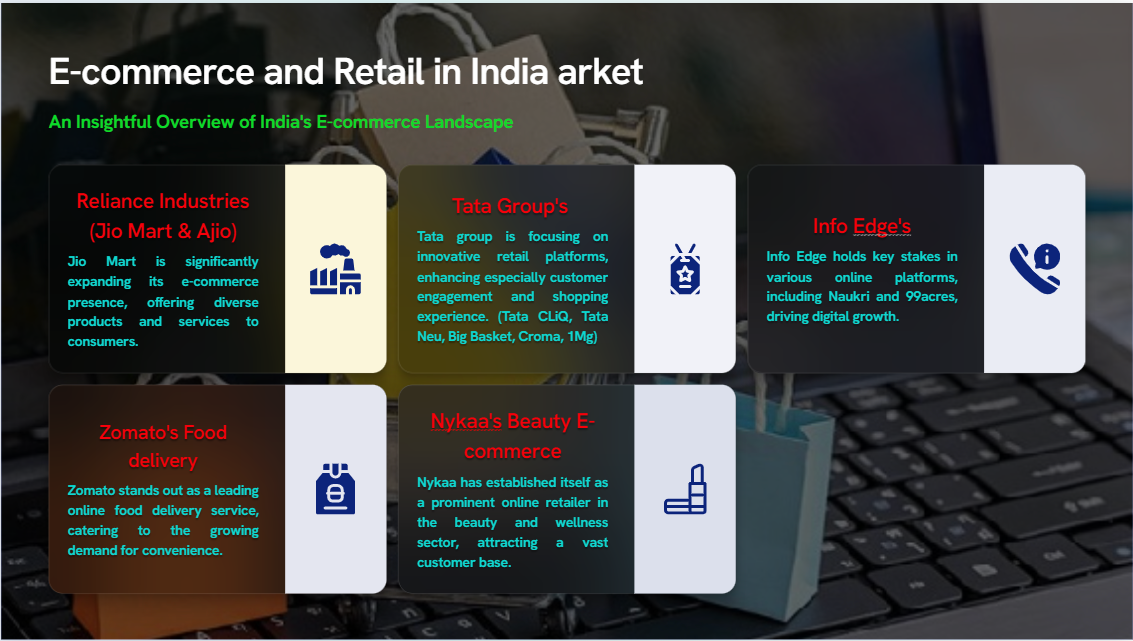 E-commerce and Retail in India arket
An Insightful Overview of India's E-commerce Landscape
Reliance Industries
(Jio Mart & Ajio)
Jio Mart is significantly
expanding its e-commerce
presence, offering diverse
products and services to
consumers.
Tata Group's
Tata group is focusing on
innovative retail platforms,
enhancing especially customer
engagement and shopping
experience. (Tata CLiQ, Tata
Neu, Big Basket, Croma, 1Mg)
Info Edge's
Info Edge holds key stakes in
various online platforms,
including Naukri and 99acres,
driving digital growth.
Zomato's Food
delivery
Zomato stands out as a leading
online food delivery service,
catering to the growing
demand for convenience.
Nykaa's Beauty E-
commerce
Nykaa has established itself as
a prominent online retailer in
the beauty and wellness
sector, attracting a vast
customer base.